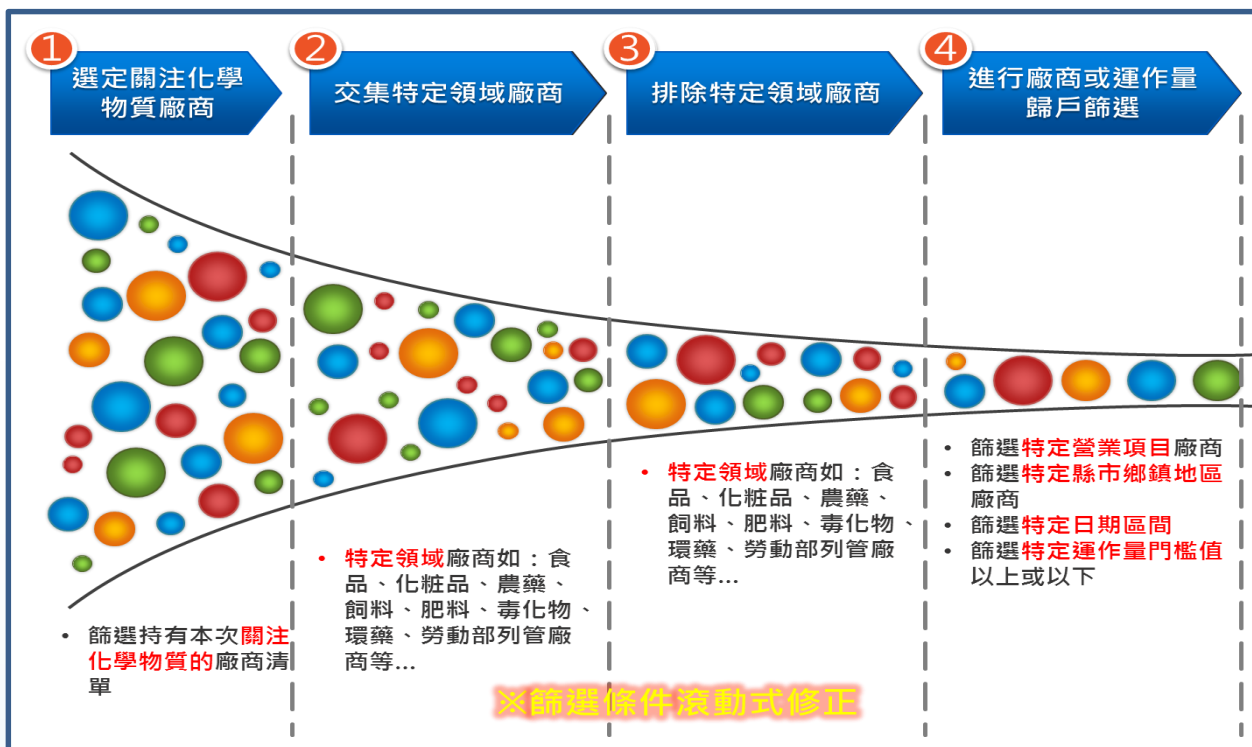 1
選定關注化學
物質廠商
2
交集特定領域廠商
3
排除特定領域廠商
4
進行廠商或運作量
歸戶篩選
• 篩選持有本次關注
化學物質的廠商清
單
• 特定領域廠商如：食
品、化粧品、農藥、
飼料、肥料、毒化物、
環藥、勞動部列管廠
商等...
• 特定領域廠商如：食
品、化粧品、農藥、
飼料、肥料、毒化物、
環藥、勞動部列管廠
商等...
• 篩選特定營業項目廠商
• 篩選特定縣市鄉鎮地區
廠商
• 篩選特定日期區間
• 篩選特定運作量門檻值
以上或以下
※篩選條件滾動式修正